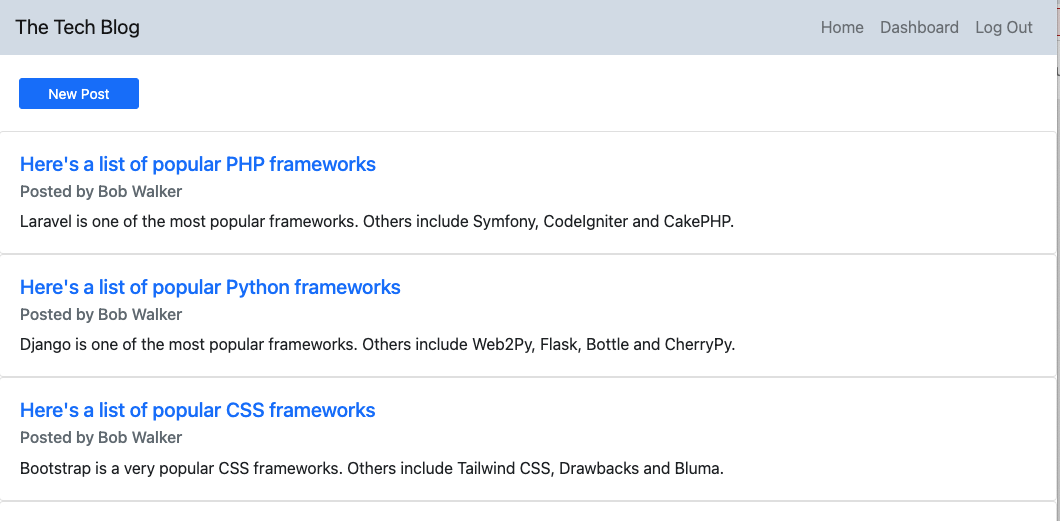 The Tech Blog
Home Dashboard Log Out
New Post
Here's a list of popular PHP frameworks
Posted by Bob Walker
Laravel is one of the most popular frameworks. Others include Symfony, CodeIgniter and CakePHP.
Here's a list of popular Python frameworks
Posted by Bob Walker
Django is one of the most popular frameworks. Others include Web2Py, Flask, Bottle and CherryPy.
Here's a list of popular CSS frameworks
Posted by Bob Walker
Bootstrap is a very popular CSS frameworks. Others include Tailwind CSS, Drawbacks and Bluma.